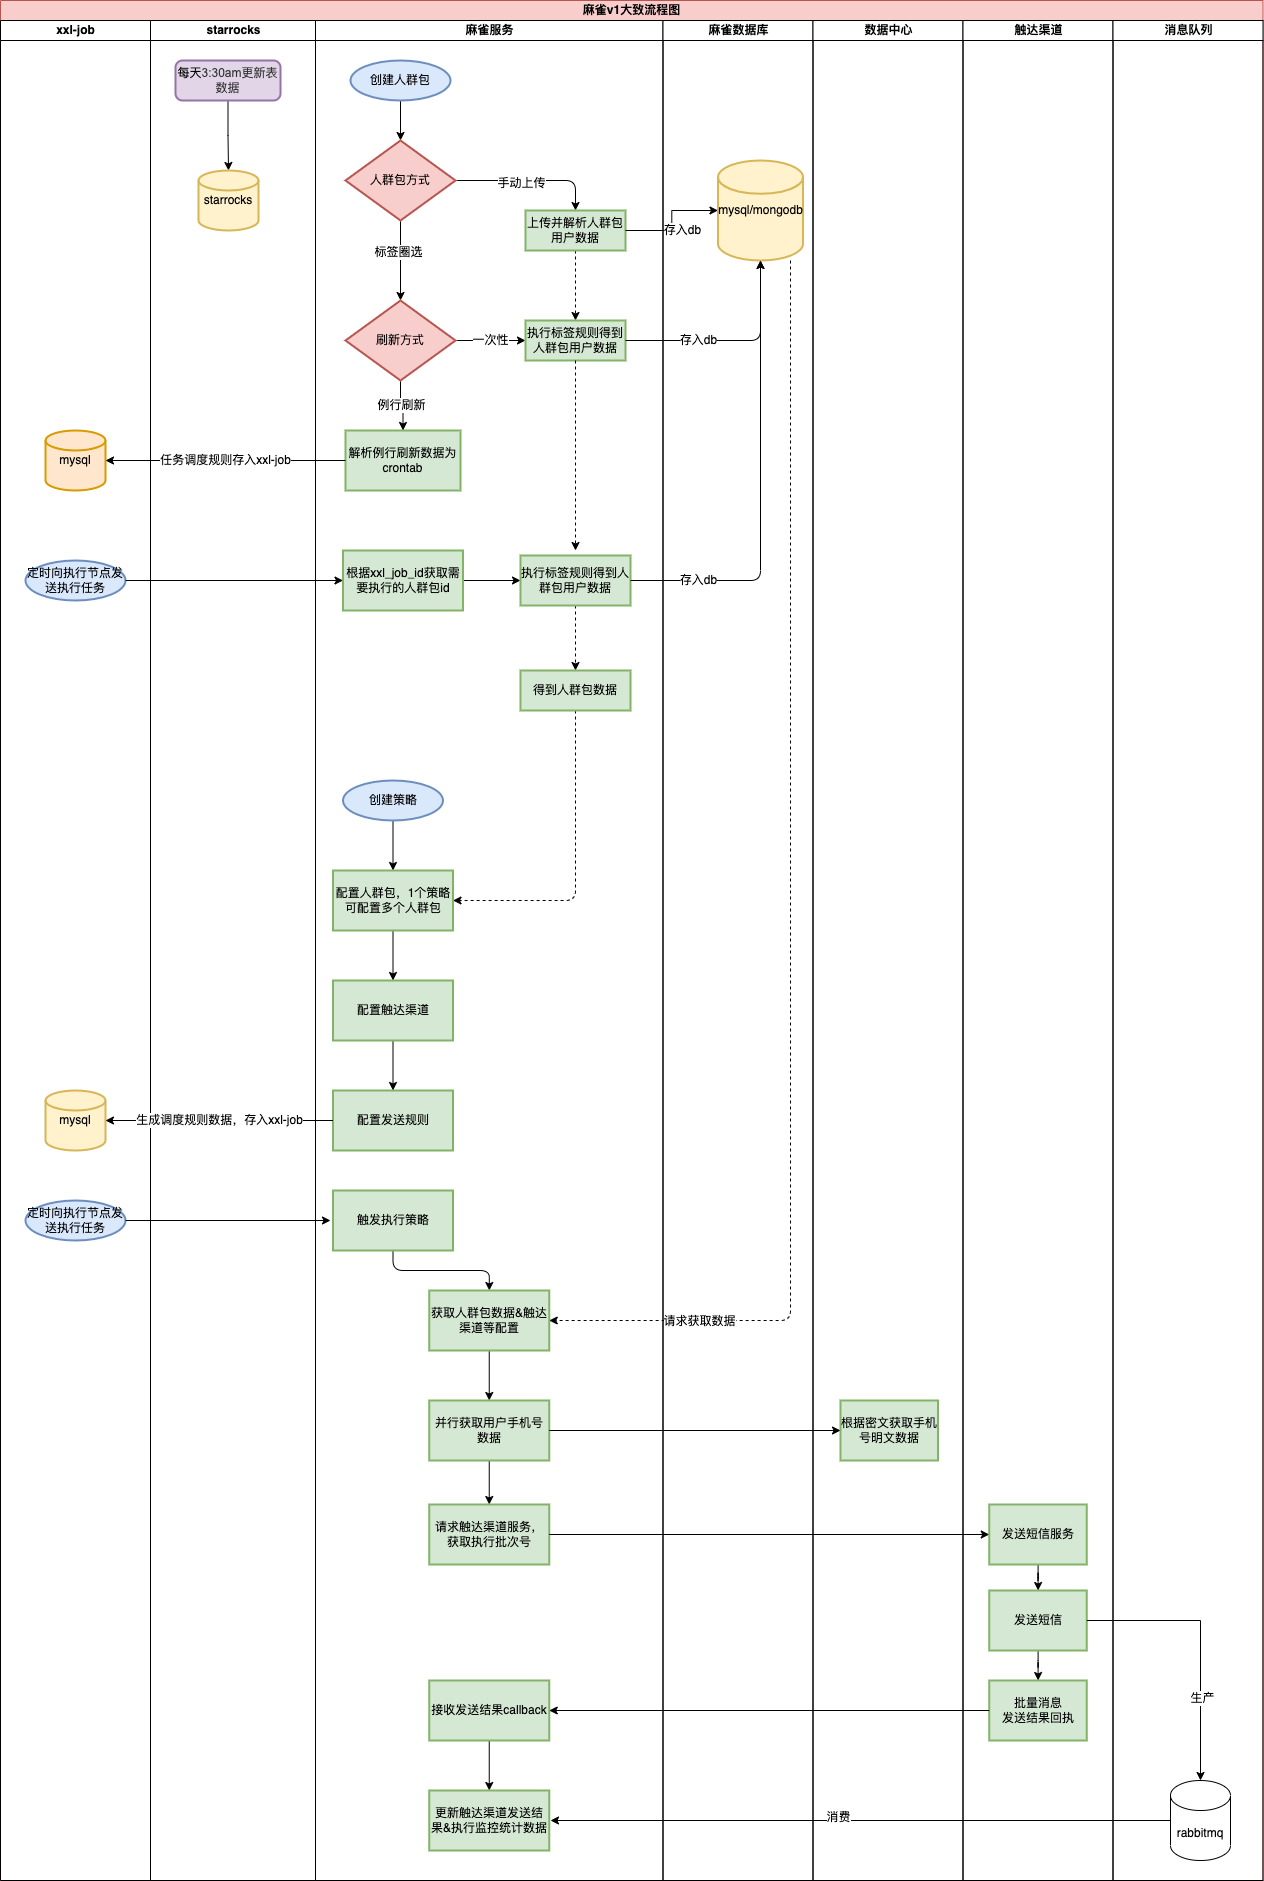 麻雀v1大致流程图
xxl-job
starrocks
麻雀服务
麻雀数据库
数据中心
触达渠道
消息队列
每天3:30am更新表
数据
创建人群包
starrocks
人群包方式
手动上传
上传并解析人群包
用户数据
存入db
mysql/mongodb
标签圈选
刷新方式
一次性
执行标签规则得到
人群包用户数据
存入db
例行刷新
解析例行刷新数据为
crontab
任务调度规则存入xxl-job
mysql
定时向执行节点发
送执行任务
根据xxl_job_id获取需
要执行的人群包id
执行标签规则得到人
群包用户数据
存入db
得到人群包数据
创建策略
配置人群包，1个策略
可配置多个人群包
配置触达渠道
配置发送规则
生成调度规则数据，存入xxl-job
mysql
定时向执行节点发
送执行任务
触发执行策略
获取人群包数据&触达
渠道等配置
请求获取数据
并行获取用户手机号
数据
根据密文获取手机
号明文数据
请求触达渠道服务，
获取执行批次号
发送短信服务
发送短信
生产
批量消息
发送结果回执
接收发送结果callback
更新触达渠道发送结
果&执行监控统计数据
消费
rabbitmq